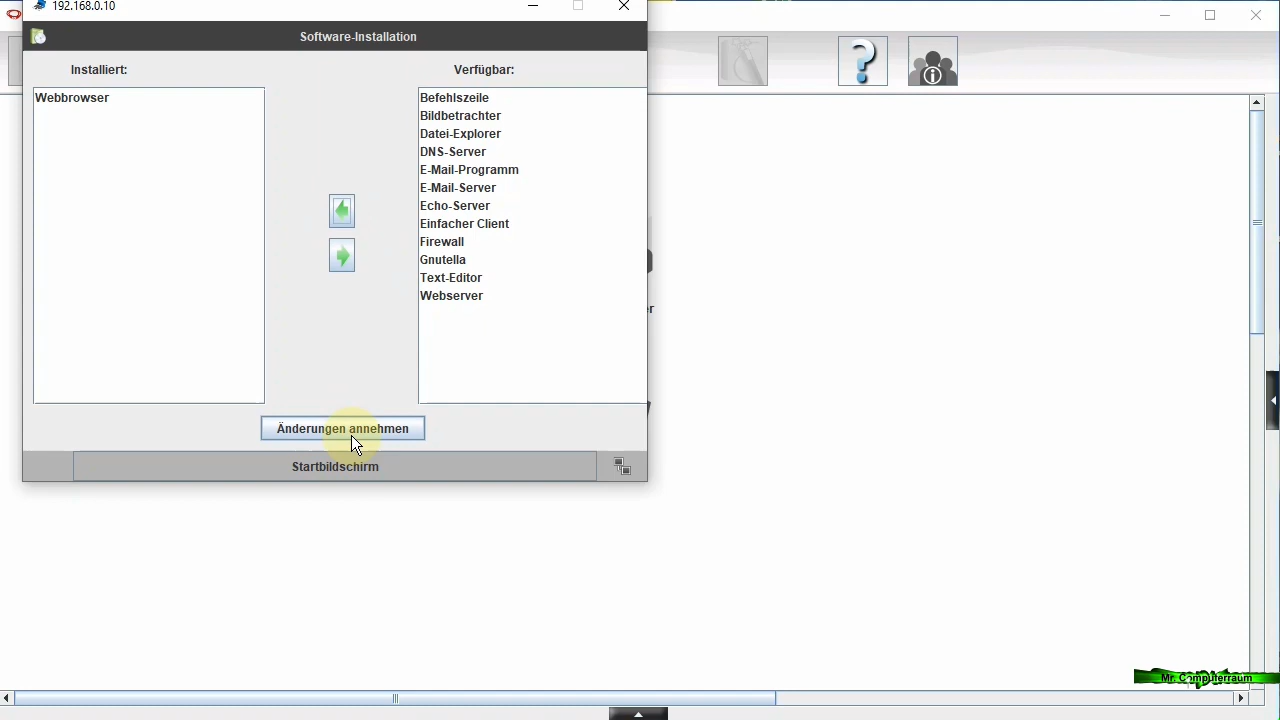 192.168.0.10
Software-Installation
Installiert:
Verfügbar:
Webbrowser
Befehlszeile
Bildbetrachter
Datei-Explorer
DNS-Server
E-Mail-Programm
E-Mail-Server
Echo-Server
Einfacher Client
Firewall
Gnutella
Text-Editor
Webserver
er
Änderungen annehmen
Startbildschirm
Mr. Computerraum